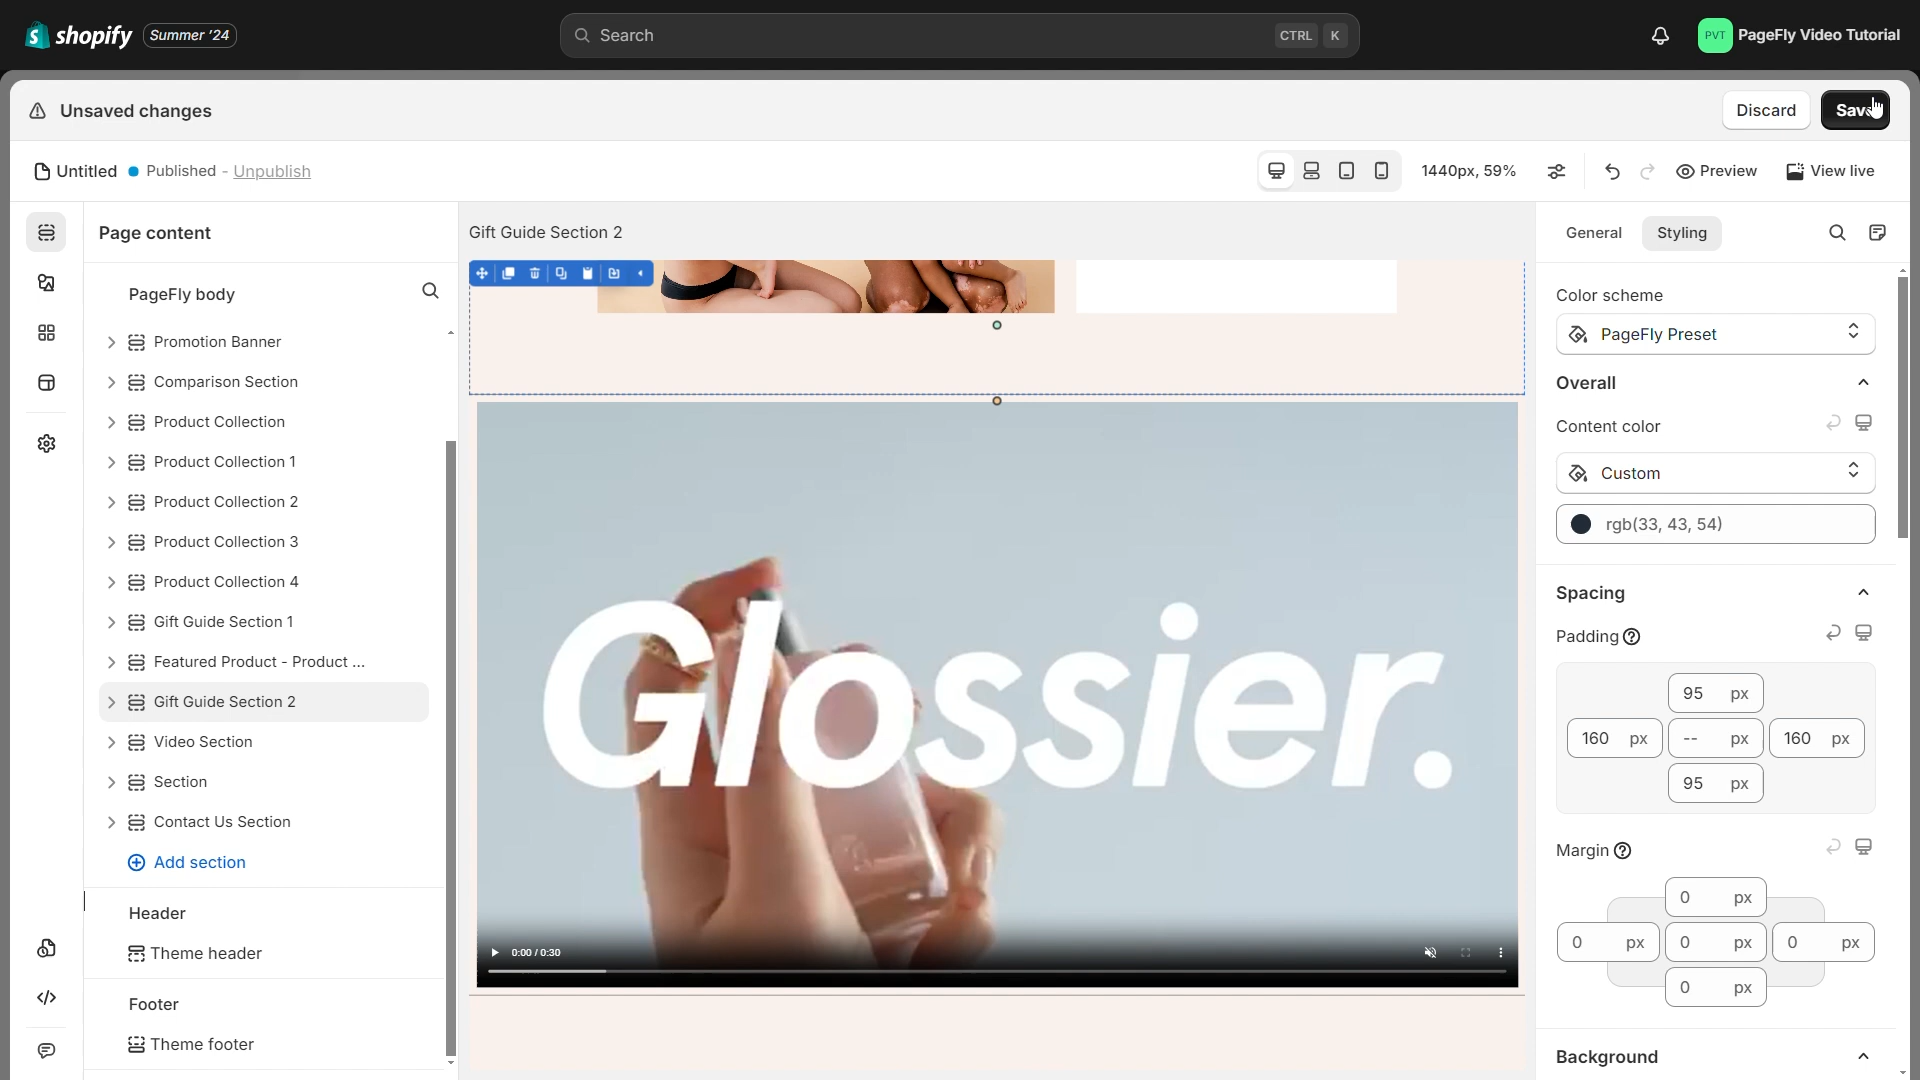 shopify Summer '24
Search CTRL K
PVT PageFly Video Tutorial
Unsaved changes
Discard Save
Untitled Published - Unpublish
1440px, 59%
Preview View live
Page content
PageFly body
Promotion Banner
Comparison Section
Product Collection
Product Collection 1
Product Collection 2
Product Collection 3
Product Collection 4
Gift Guide Section 1
Featured Product - Product ...
Gift Guide Section 2
Video Section
Section
Contact Us Section
Add section
Header
Theme header
Footer
Theme footer
Gift Guide Section 2
Glossier.
0:00 / 0:30
General Styling
Color scheme
PageFly Preset
Overall
Content color
Custom
rgb(33, 43, 54)
Spacing
Padding
95 px
160 px -- px 160 px
95 px
Margin
0 px
0 px 0 px 0 px
0 px
Background